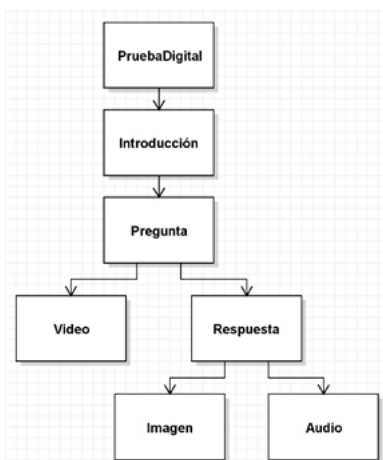 PruebaDigital
Introducción
Pregunta
Video
Respuesta
Imagen
Audio